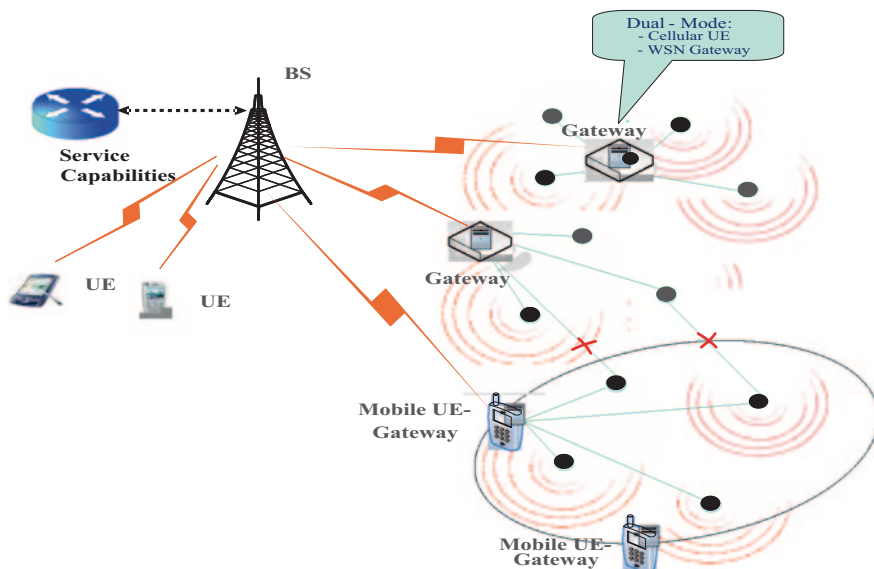 Dual - Mode:
- Cellular UE
- WSN Gateway
BS
Gateway
Service
Capabilities
Gateway
UE
UE
Mobile UE-
Gateway
Mobile UE-
Gateway